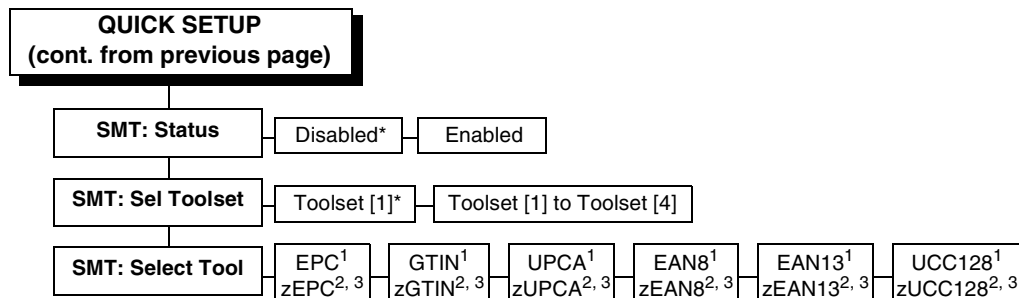 QUICK SETUP
(cont. from previous page)
SMT: Status
Disabled*
Enabled
SMT: Sel Toolset
Toolset [1]*
Toolset [1] to Toolset [4]
SMT: Select Tool
EPC¹
zEPC²,³
GTIN¹
zGTIN²,³
UPCA¹
zUPCA²,³
EAN8¹
zEAN8²,³
EAN13¹
zEAN13²,³
UCC128¹
zUCC128²,³